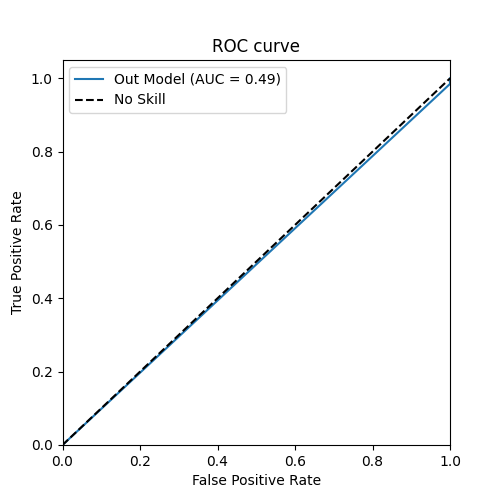 ROC curve
Out Model (AUC = 0.49)
No Skill
True Positive Rate
1.0
0.8
0.6
0.4
0.2
0.0
0.0 0.2 0.4 0.6 0.8 1.0
False Positive Rate